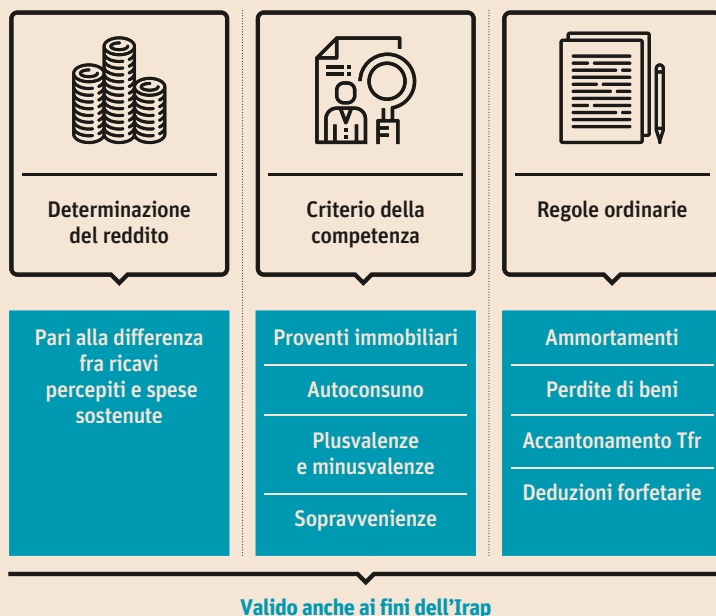 Determinazione
del reddito
Pari alla differenza
fra ricavi
percepiti e spese
sostenute
Criterio della
competenza
Proventi immobiliari
Autoconsuno
Plusvalenze
e minusvalenze
Sopravvenienze
Regole ordinarie
Ammortamenti
Perdite di beni
Accantonamento Tfr
Deduzioni forfetarie
Valido anche ai fini dell'Irap